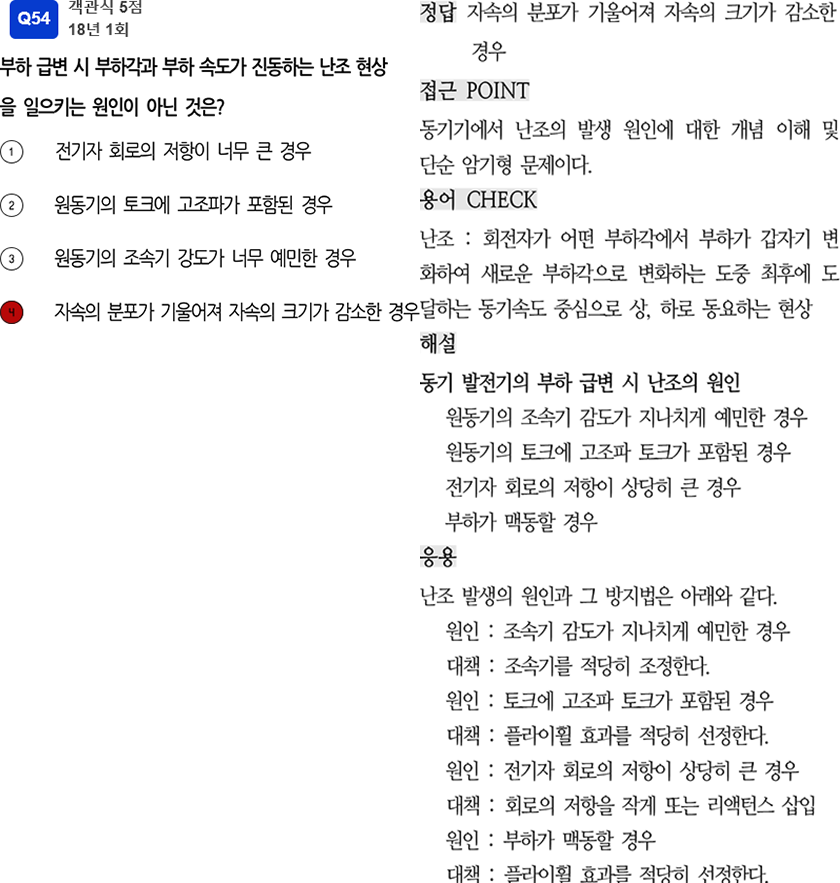 Q54
객관식 5점
18년 1회
부하 급변 시 부하각과 부하 속도가 진동하는 난조 현상
을 일으키는 원인이 아닌 것은?
1 전기자 회로의 저항이 너무 큰 경우
2 원동기의 토크에 고조파가 포함된 경우
3 원동기의 조속기 강도가 너무 예민한 경우
4 자속의 분포가 기울어져 자속의 크기가 감소한 경우
정답 자속의 분포가 기울어져 자속의 크기가 감소한
경우
접근 POINT
동기기에서 난조의 발생 원인에 대한 개념 이해 및
단순 암기형 문제이다.
용어 CHECK
난조 : 회전자가 어떤 부하각에서 부하가 갑자기 변
화하여 새로운 부하각으로 변화하는 도중 최후에 도
달하는 동기속도 중심으로 상, 하로 동요하는 현상
해설
동기 발전기의 부하 급변 시 난조의 원인
원동기의 조속기 감도가 지나치게 예민한 경우
원동기의 토크에 고조파 토크가 포함된 경우
전기자 회로의 저항이 상당히 큰 경우
부하가 맥동할 경우
응용
난조 발생의 원인과 그 방지법은 아래와 같다.
원인 : 조속기 감도가 지나치게 예민한 경우
대책 : 조속기를 적당히 조정한다.
원인 : 토크에 고조파 토크가 포함된 경우
대책 : 플라이휠 효과를 적당히 선정한다.
원인 : 전기자 회로의 저항이 상당히 큰 경우
대책 : 회로의 저항을 작게 또는 리액턴스 삽입
원인 : 부하가 맥동할 경우
대책 : 플라이휠 효과를 적당히 선정한다.